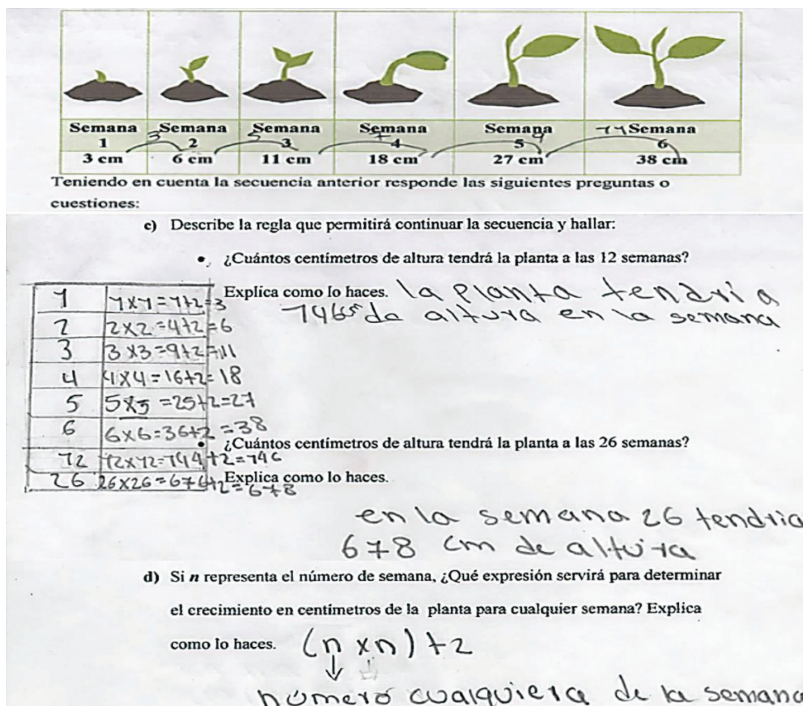 Semana Semana Semana Semana Semana Semana
1 2 3 4 5 6
3 5 7 9 11
3 cm 6 cm 11 cm 18 cm 27 cm 38 cm
Teniendo en cuenta la secuencia anterior responde las siguientes preguntas o
cuestiones:
c) Describe la regla que permitirá continuar la secuencia y hallar:
• ¿Cuántos centímetros de altura tendrá la planta a las 12 semanas?
Explica como lo haces. la planta tendria
146 de altura en la semana
1 1x1=1+2=3
2 2x2=4+2=6
3 3x3=9+2=11
4 4x4=16+2=18
5 5x5=25+2=27
6 6x6=36+2=38
12 12x12=144+2=146
26 26x26=676+2=678
• ¿Cuántos centímetros de altura tendrá la planta a las 26 semanas?
Explica como lo haces.
en la semana 26 tendria
678 cm de altura
d) Si n representa el número de semana, ¿Qué expresión servirá para determinar
el crecimiento en centímetros de la planta para cualquier semana? Explica
como lo haces. (n x n) + 2
número cualquiera de la semana